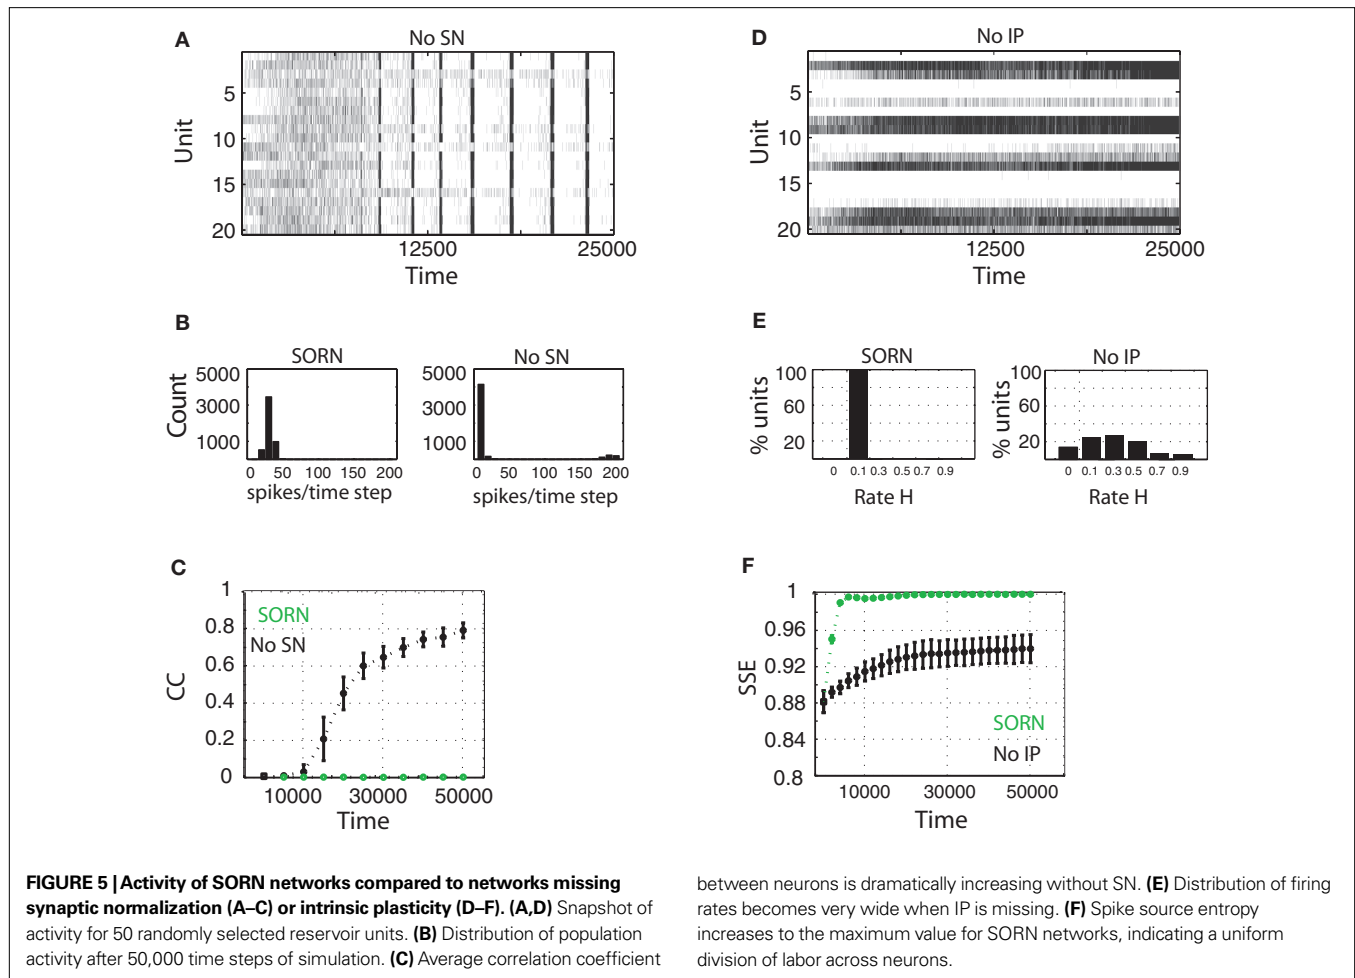 A
No SN
Unit
5
10
15
20
12500
25000
Time
D
No IP
Unit
5
10
15
20
12500
25000
Time
B
SORN
Count
5000
3000
1000
0 50 100 150 200
spikes/time step
No SN
5000
3000
1000
0 50 100 150 200
spikes/time step
E
SORN
% units
100
60
20
0 0.1 0.3 0.5 0.7 0.9
Rate H
No IP
% units
100
60
20
0 0.1 0.3 0.5 0.7 0.9
Rate H
C
CC
1
0.8
0.6
0.4
0.2
0
SORN
No SN
10000 30000 50000
Time
F
SSE
1
0.96
0.92
0.88
0.84
0.8
SORN
No IP
10000 30000 50000
Time
FIGURE 5 | Activity of SORN networks compared to networks missing
synaptic normalization (A–C) or intrinsic plasticity (D–F). (A,D) Snapshot of
activity for 50 randomly selected reservoir units. (B) Distribution of population
activity after 50,000 time steps of simulation. (C) Average correlation coefficient
between neurons is dramatically increasing without SN. (E) Distribution of firing
rates becomes very wide when IP is missing. (F) Spike source entropy
increases to the maximum value for SORN networks, indicating a uniform
division of labor across neurons.